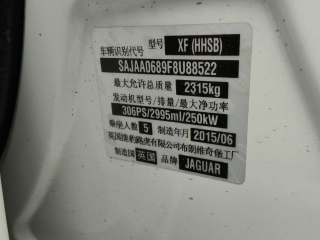 车辆识别代号 型号 XF (HHSB)
SAJAA0689F8U88522
最大允许总质量 2315kg
发动机型号/排量/最大净功率
306PS/2995ml/250kW
乘坐人数 5 制造年月 2015/06
英国捷豹路虎有限公司布朗维奇堡工厂
制造国 英国 品牌 JAGUAR